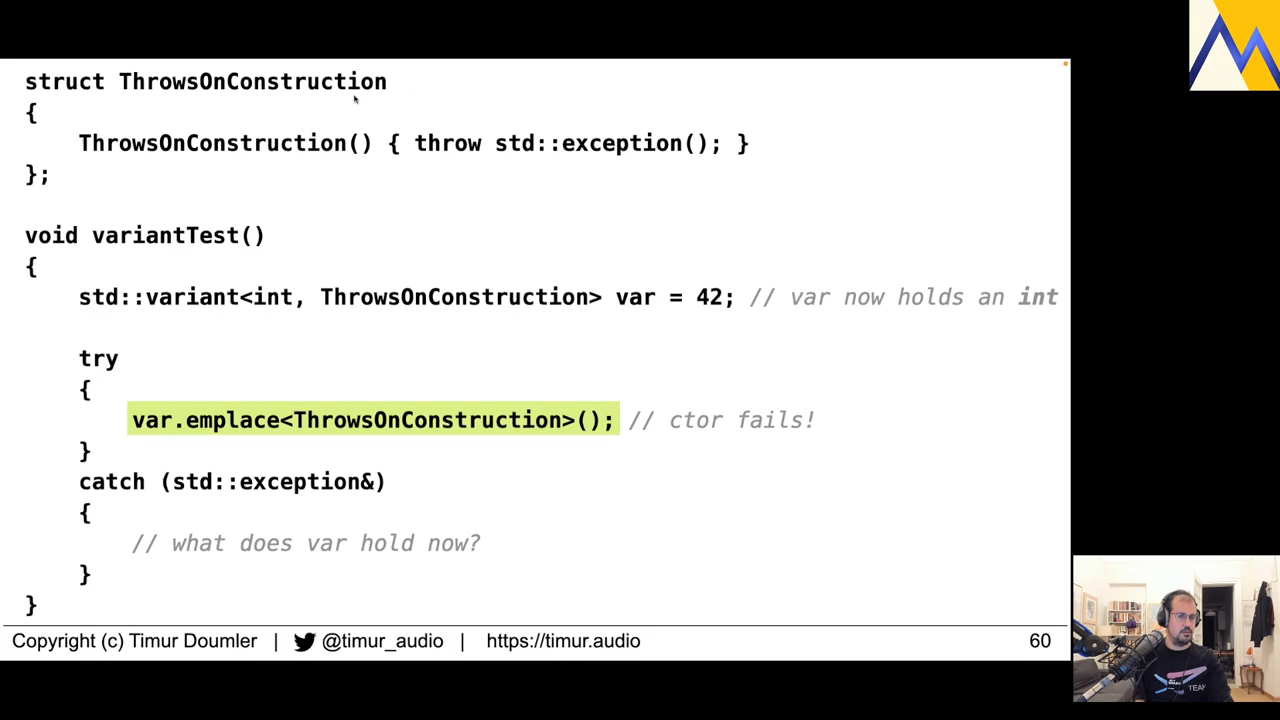 struct ThrowsOnConstruction
{
ThrowsOnConstruction() { throw std::exception(); }
};
void variantTest()
{
std::variant<int, ThrowsOnConstruction> var = 42; // var now holds an int
try
{
var.emplace<ThrowsOnConstruction>(); // ctor fails!
}
catch (std::exception&)
{
// what does var hold now?
}
}
Copyright (c) Timur Doumler | @timur_audio | https://timur.audio 60
TEAM